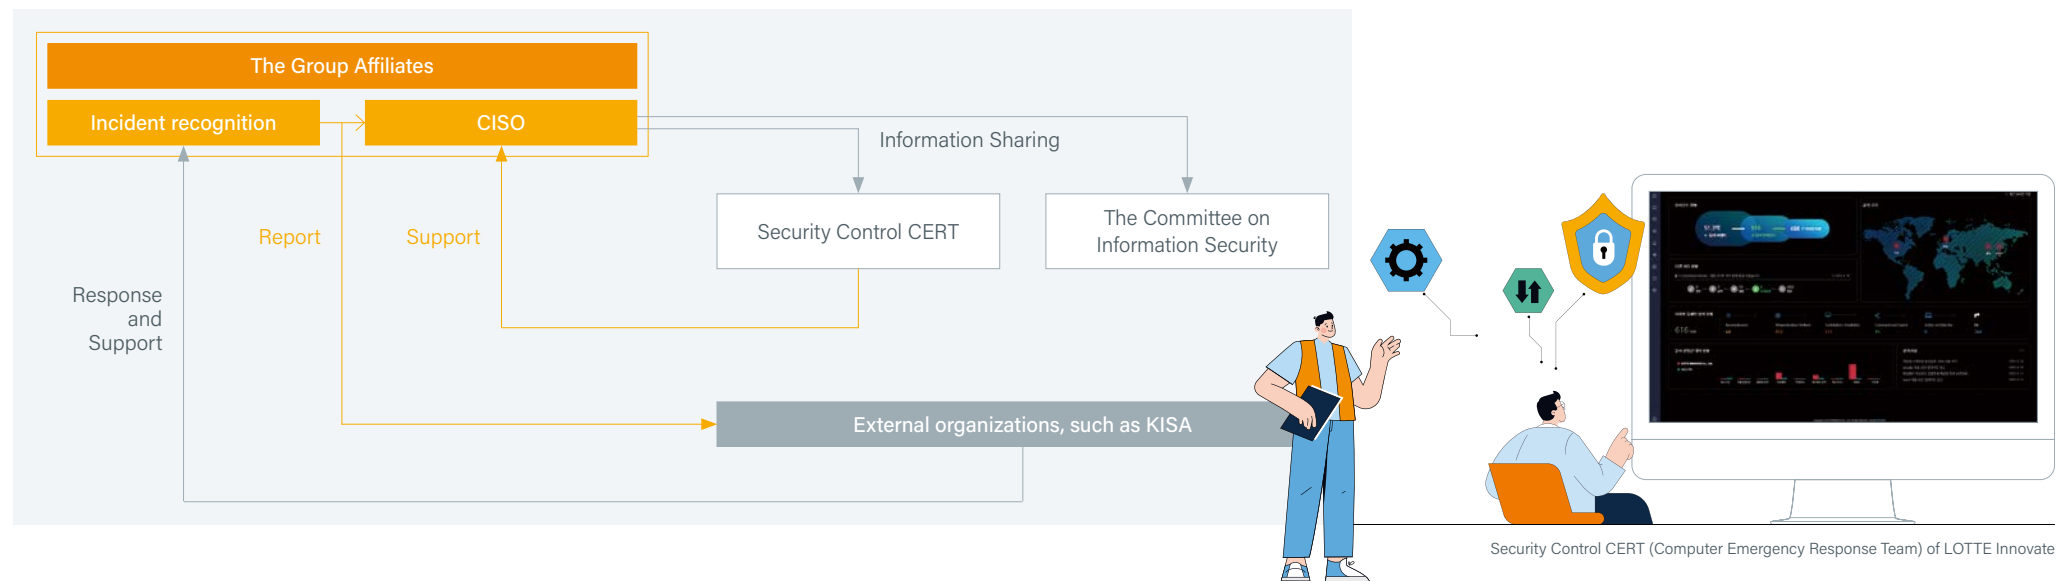 The Group Affiliates
Incident recognition
CISO
Information Sharing
Security Control CERT
The Committee on
Information Security
Report
Support
Response
and
Support
External organizations, such as KISA
Security Control CERT (Computer Emergency Response Team) of LOTTE Innovate